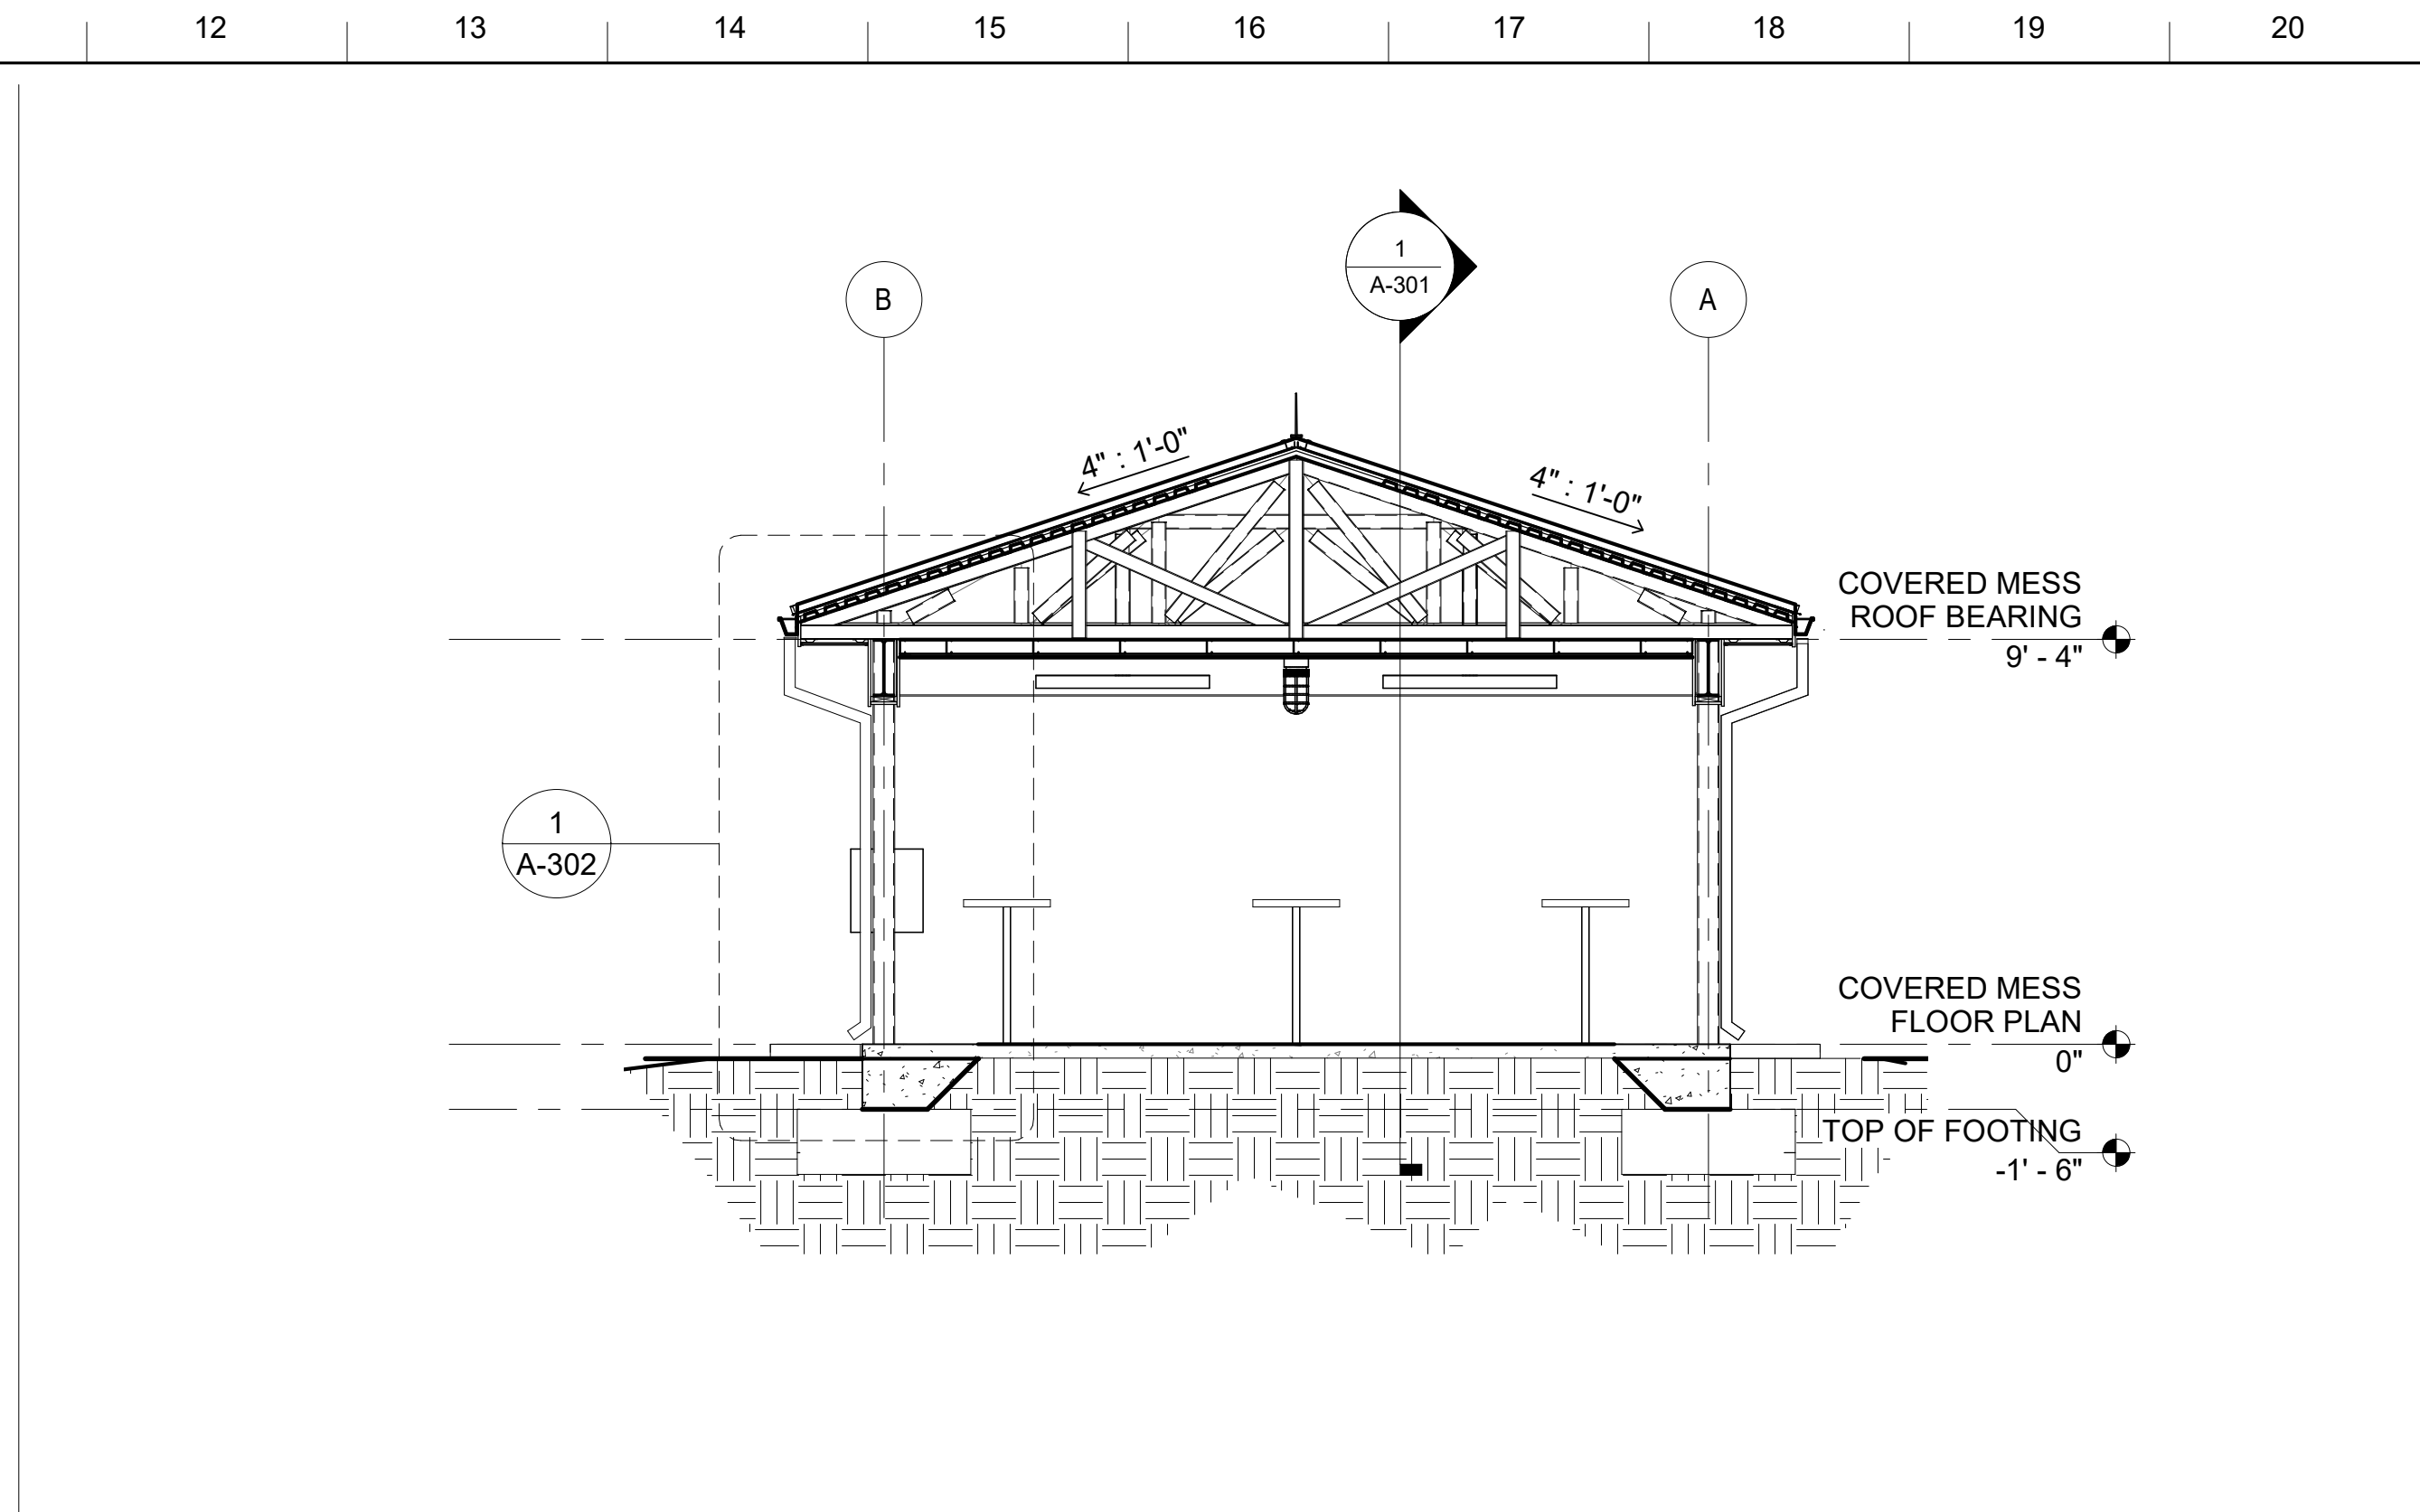 12 13 14 15 16 17 18 19 20
1
A-301
B
A
4" : 1'-0"
4" : 1'-0"
COVERED MESS
ROOF BEARING
9' - 4"
1
A-302
COVERED MESS
FLOOR PLAN
0"
TOP OF FOOTING
-1' - 6"